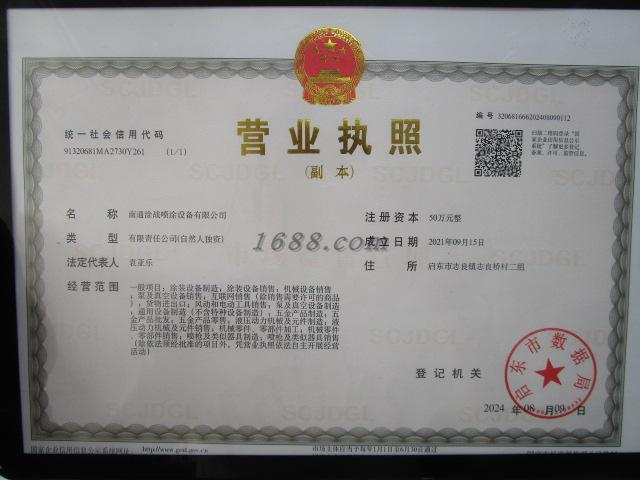 编号 320681666202408090112
统一社会信用代码
91320681MA2730Y261 (1/1)
营业执照
(副本)
扫描二维码登录“国
家企业信用信息公示
系统”了解更多登记、
备案、许可、监管信息。
名称 南通涂战喷涂设备有限公司
类型 有限责任公司(自然人独资)
法定代表人 袁亚乐
经营范围 一般项目：涂装设备制造；涂装设备销售；机械设备销售
；泵及真空设备销售；互联网销售（除销售需要许可的商品
）；货物进出口；风动和电动工具销售；泵及真空设备制造
；通用设备制造（不含特种设备制造）；五金产品制造；五
金产品批发；五金产品零售；液压动力机械及元件制造；液
压动力机械及元件销售；机械零件、零部件加工；机械零件
、零部件销售；喷枪及类似器具制造；喷枪及类似器具销售
（除依法须经批准的项目外，凭营业执照依法自主开展经营
活动）
注册资本 50万元整
成立日期 2021年09月15日
住所 启东市志良镇志良桥村二组
1688.com
登记机关
启东市数据局
2024 年 08 月 09 日
国家企业信用信息公示系统网址： http://www.gsxt.gov.cn
市场主体应当于每年1月1日至6月30日通过